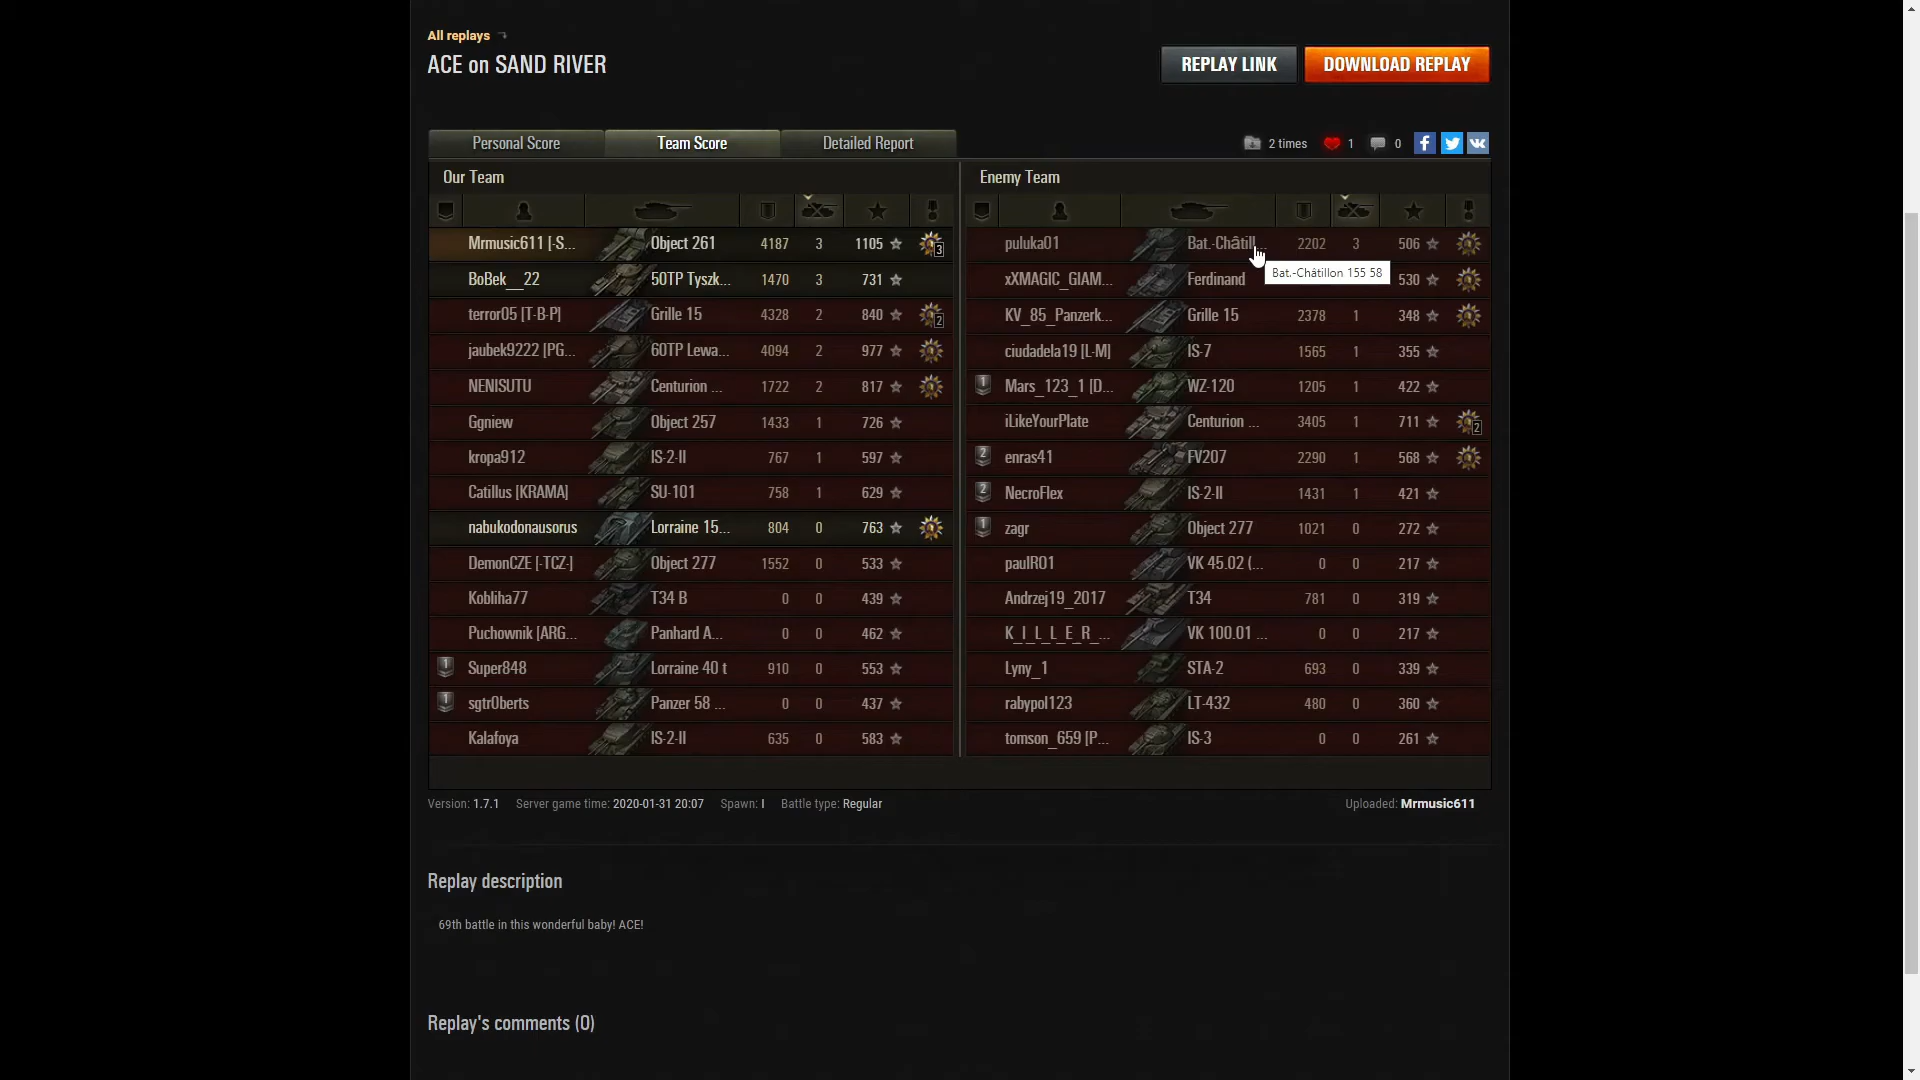 All replays
ACE on SAND RIVER
REPLAY LINK
DOWNLOAD REPLAY
Personal Score
Team Score
Detailed Report
2 times
1
0
Our Team
Mrmusic611 [-S... Object 261 4187 3 1105 3
BoBek__22 50TP Tyszk... 1470 3 731
terror05 [T-B-P] Grille 15 4328 2 840 2
jaubek9222 [PG... 60TP Lewa... 4094 2 977
NENISUTU Centurion ... 1722 2 817
Ggniew Object 257 1433 1 726
kropa912 IS-2-II 767 1 597
Catillus [KRAMA] SU-101 758 1 629
nabukodonausorus Lorraine 15... 804 0 763
DemonCZE [-TCZ-] Object 277 1552 0 533
Kobliha77 T34 B 0 0 439
Puchownik [ARG... Panhard A... 0 0 462
1 Super848 Lorraine 40 t 910 0 553
1 sgtr0berts Panzer 58 ... 0 0 437
Kalafoya IS-2-II 635 0 583
Enemy Team
puluka01 Bat.-Châtill... 2202 3 506
Bat.-Châtillon 155 58
xXMAGIC_GIAM... Ferdinand 530
KV_85_Panzerk... Grille 15 2378 1 348
ciudadela19 [L-M] IS-7 1565 1 355
1 Mars_123_1 [D... WZ-120 1205 1 422
iLikeYourPlate Centurion ... 3405 1 711 2
2 enras41 FV207 2290 1 568
2 NecroFlex IS-2-II 1431 1 421
1 zagr Object 277 1021 0 272
paulRO1 VK 45.02 (... 0 0 217
Andrzej19_2017 T34 781 0 319
K_I_L_L_E_R_... VK 100.01 ... 0 0 217
Lyny_1 STA-2 693 0 339
rabypol123 LT-432 480 0 360
tomson_659 [P... IS-3 0 0 261
Version: 1.7.1 Server game time: 2020-01-31 20:07 Spawn: I Battle type: Regular
Uploaded: Mrmusic611
Replay description
69th battle in this wonderful baby! ACE!
Replay's comments (0)